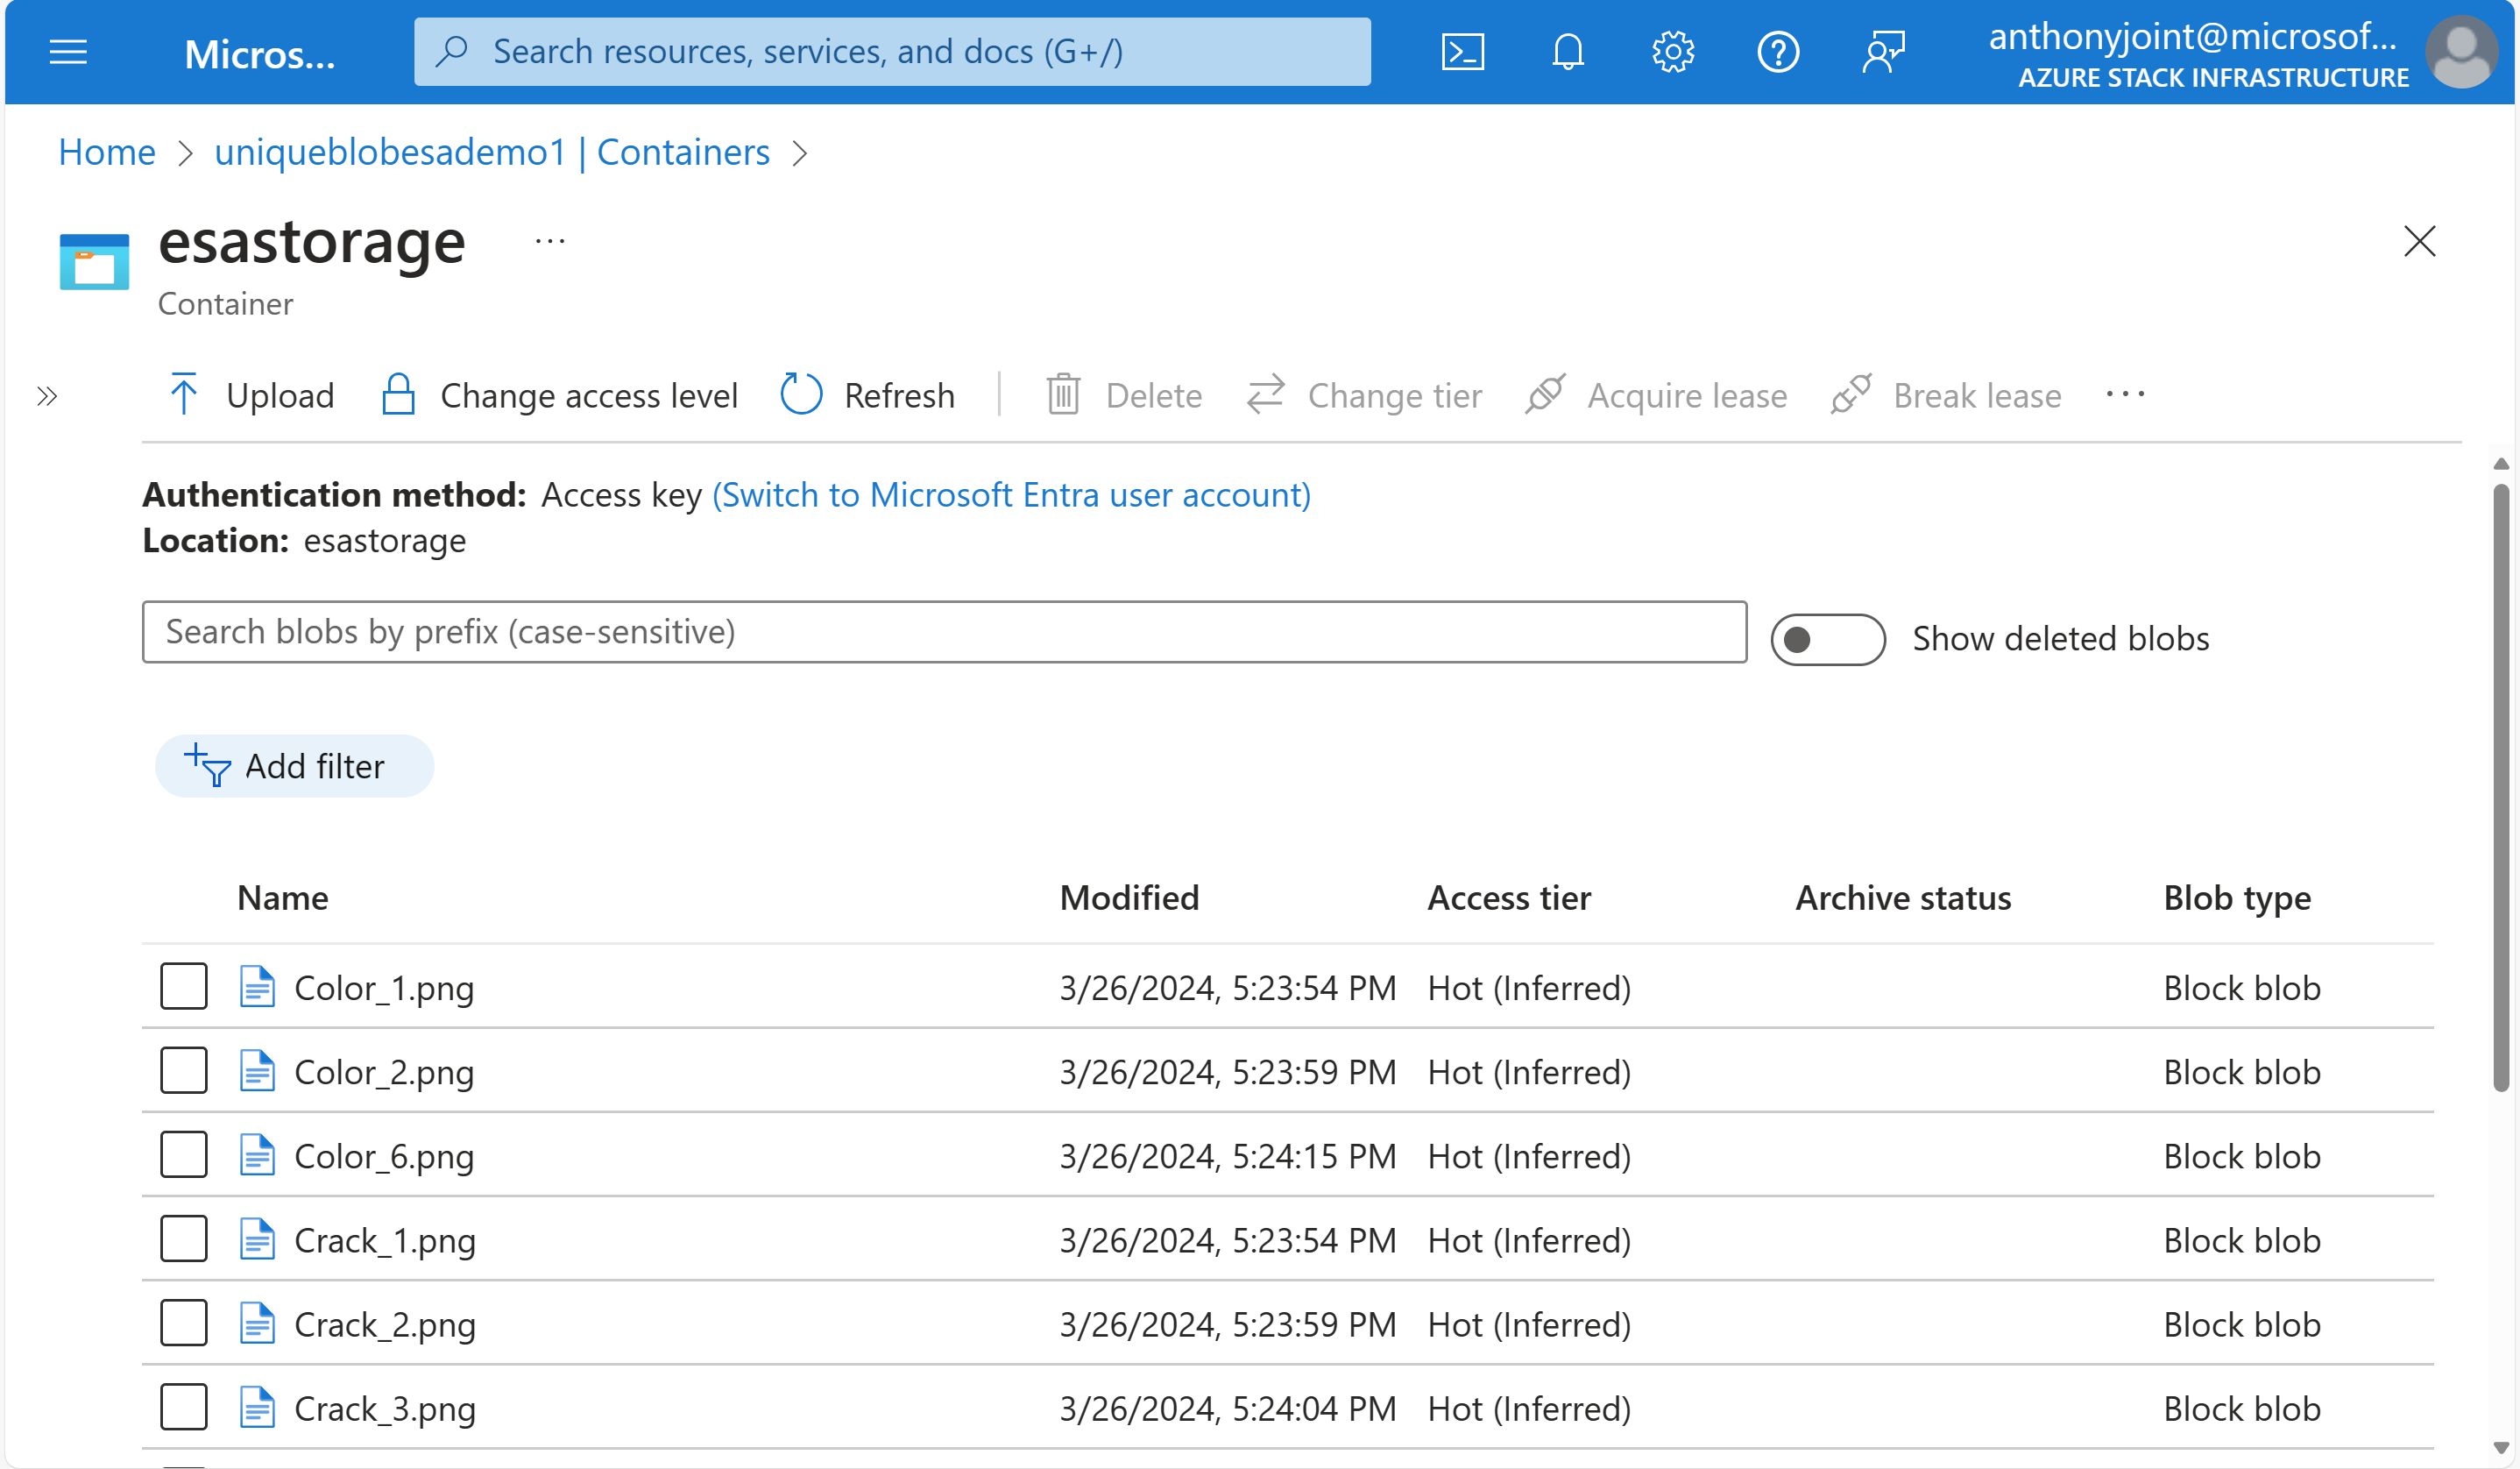 Micros...
Search resources, services, and docs (G+/)
anthonyjoint@microsof...
AZURE STACK INFRASTRUCTURE
Home > uniqueblobesademo1 | Containers >
esastorage ...
Container
Upload Change access level Refresh Delete Change tier Acquire lease Break lease ...
Authentication method: Access key (Switch to Microsoft Entra user account)
Location: esastorage
Search blobs by prefix (case-sensitive)
Show deleted blobs
Add filter
Name Modified Access tier Archive status Blob type
Color_1.png 3/26/2024, 5:23:54 PM Hot (Inferred) Block blob
Color_2.png 3/26/2024, 5:23:59 PM Hot (Inferred) Block blob
Color_6.png 3/26/2024, 5:24:15 PM Hot (Inferred) Block blob
Crack_1.png 3/26/2024, 5:23:54 PM Hot (Inferred) Block blob
Crack_2.png 3/26/2024, 5:23:59 PM Hot (Inferred) Block blob
Crack_3.png 3/26/2024, 5:24:04 PM Hot (Inferred) Block blob